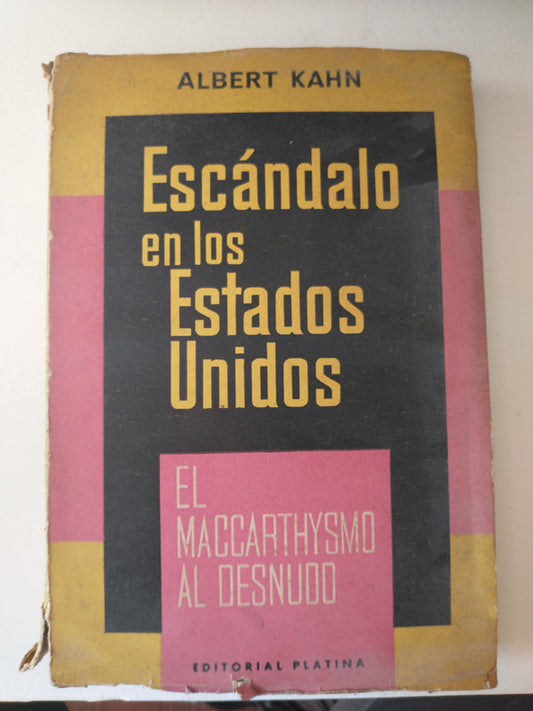 ALBERT KAHN
Escándalo
en los
Estados
Unidos
EL
MACCARTHYSMO
AL DESNUDO
EDITORIAL PLATINA